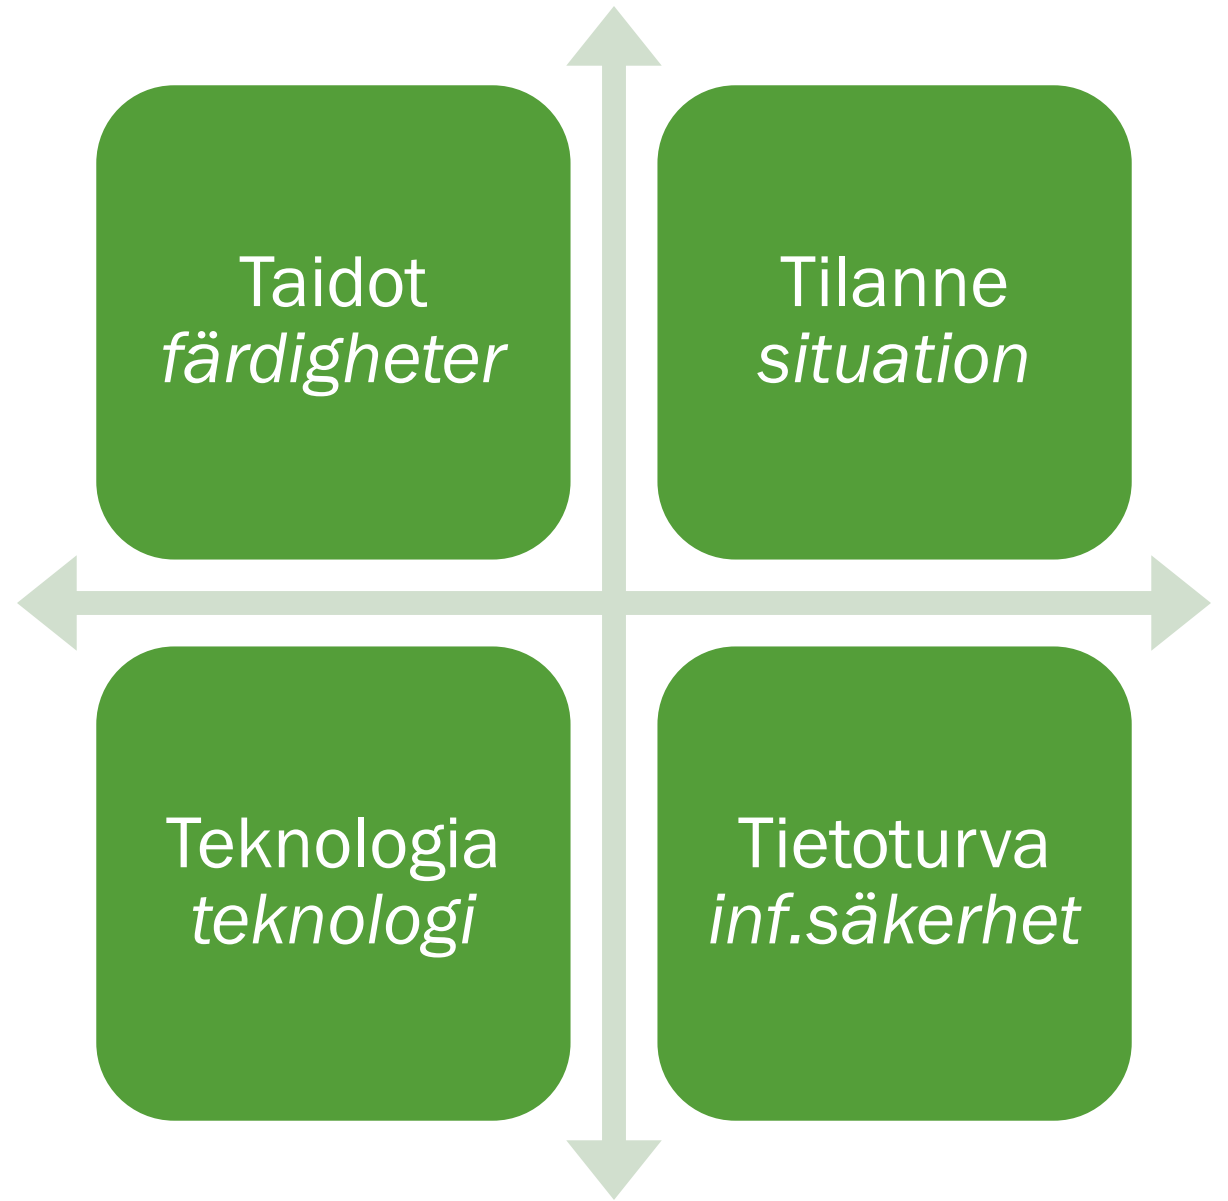 Taidot
färdigheter
Tilanne
situation
Teknologia
teknologi
Tietoturva
inf.säkerhet